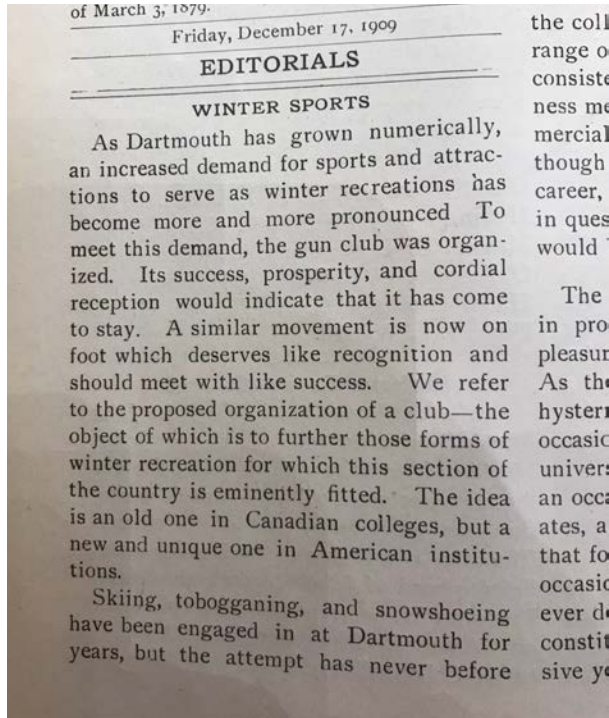 of March 3, 1879.
Friday, December 17, 1909
EDITORIALS
WINTER SPORTS
As Dartmouth has grown numerically,
an increased demand for sports and attrac-
tions to serve as winter recreations has
become more and more pronounced To
meet this demand, the gun club was organ-
ized. Its success, prosperity, and cordial
reception would indicate that it has come
to stay. A similar movement is now on
foot which deserves like recognition and
should meet with like success. We refer
to the proposed organization of a club—the
object of which is to further those forms of
winter recreation for which this section of
the country is eminently fitted. The idea
is an old one in Canadian colleges, but a
new and unique one in American institu-
tions.
Skiing, tobogganing, and snowshoeing
have been engaged in at Dartmouth for
years, but the attempt has never before
the coll
range o
consiste
ness me
mercial
though
career,
in ques
would
The
in pro
pleasur
As the
hystern
occasio
univers
an occa
ates, a
that fo
occasio
ever de
constit
sive ye